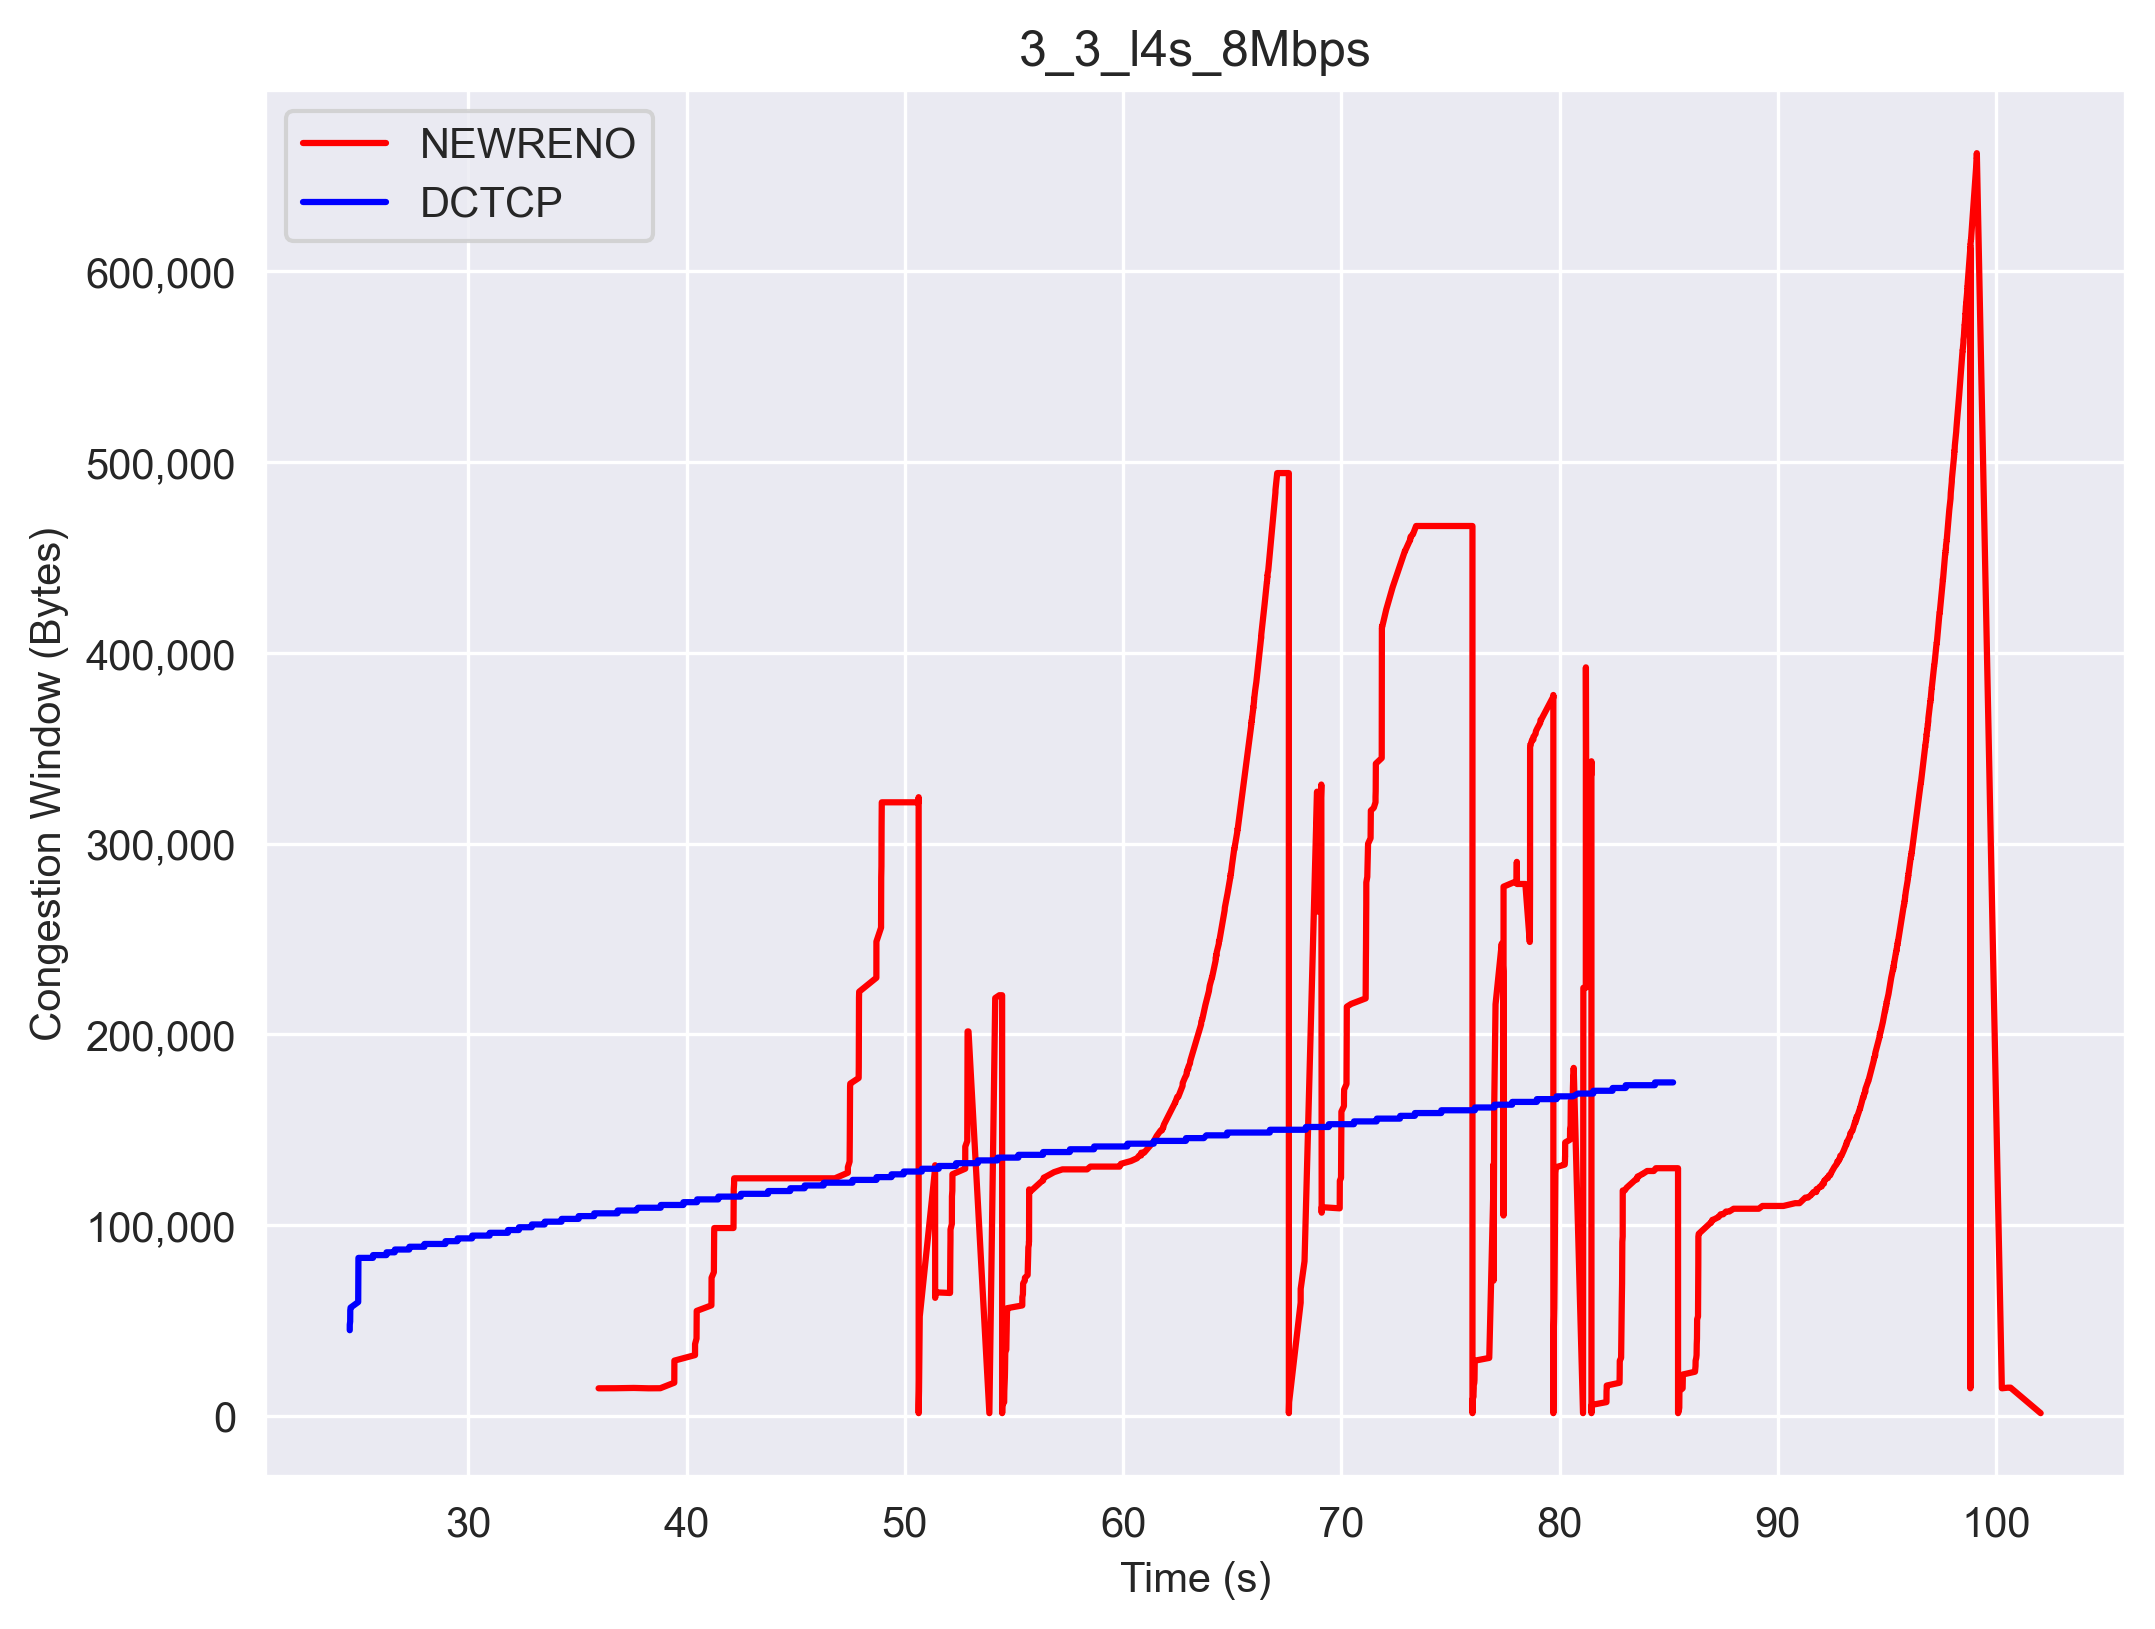 3_3_l4s_8Mbps
NEWRENO
DCTCP
Congestion Window (Bytes)
600,000
500,000
400,000
300,000
200,000
100,000
0
30 40 50 60 70 80 90 100
Time (s)